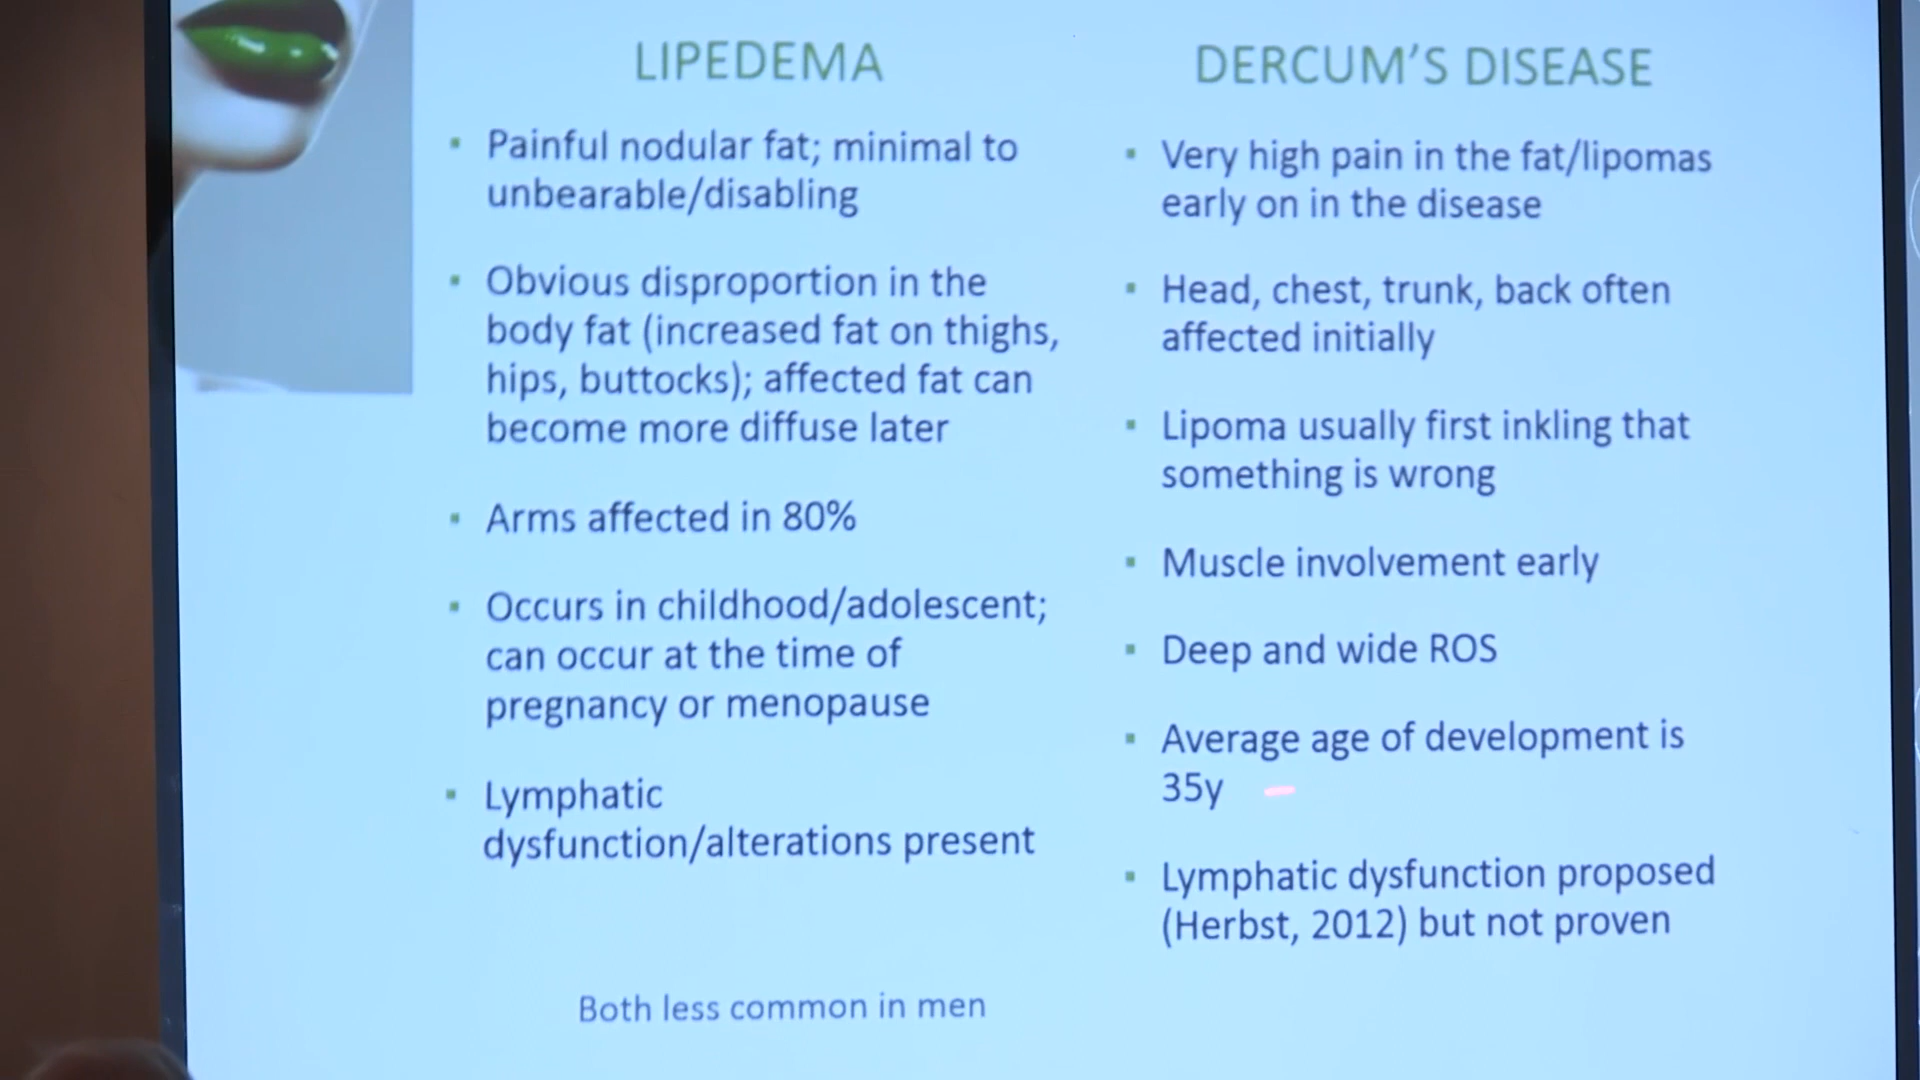 LIPEDEMA
Painful nodular fat; minimal to
unbearable/disabling
Obvious disproportion in the
body fat (increased fat on thighs,
hips, buttocks); affected fat can
become more diffuse later
Arms affected in 80%
Occurs in childhood/adolescent;
can occur at the time of
pregnancy or menopause
Lymphatic
dysfunction/alterations present
DERCUM'S DISEASE
Very high pain in the fat/lipomas
early on in the disease
Head, chest, trunk, back often
affected initially
Lipoma usually first inkling that
something is wrong
Muscle involvement early
Deep and wide ROS
Average age of development is
35y
Lymphatic dysfunction proposed
(Herbst, 2012) but not proven
Both less common in men